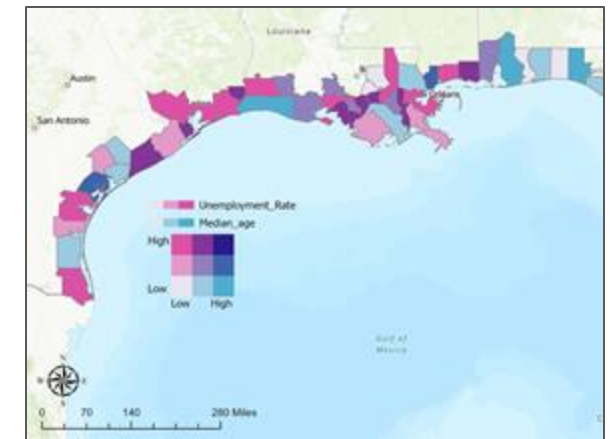 Louisiana
Austin
San Antonio
Orleans
Unemployment_Rate
Median_age
High
Low
Low High
Gulf of
Mexico
0 70 140 280 Miles